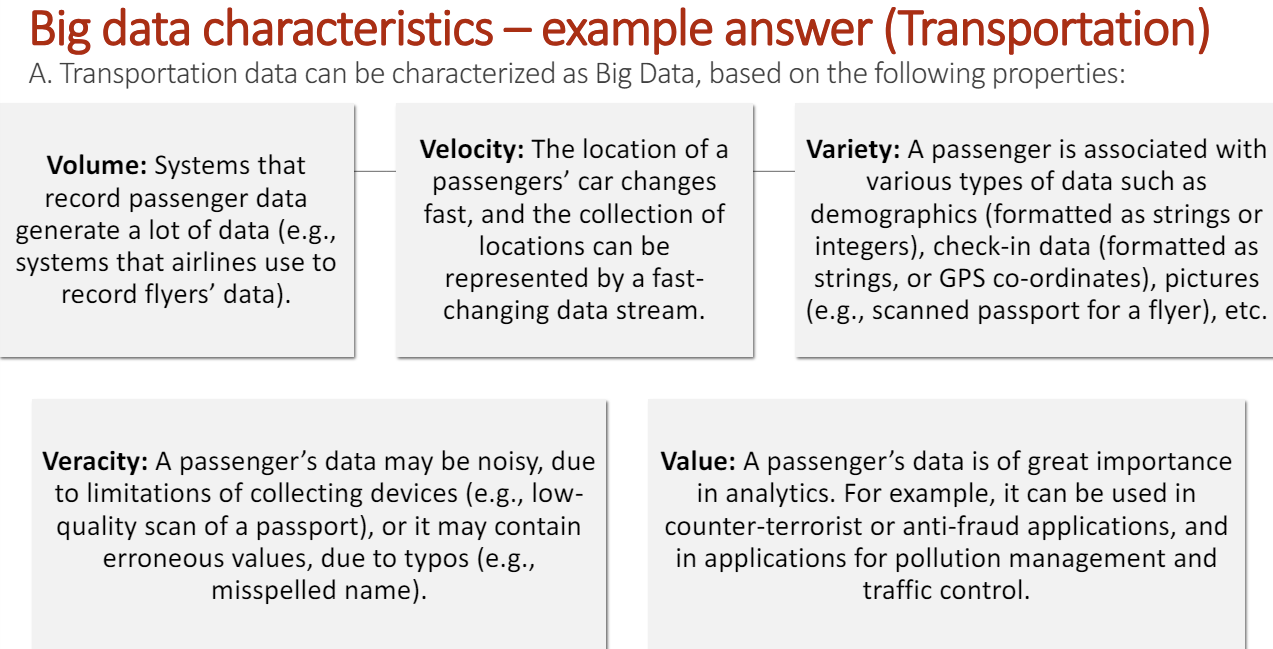 Big data characteristics – example answer (Transportation)
A. Transportation data can be characterized as Big Data, based on the following properties:
Volume: Systems that
record passenger data
generate a lot of data (e.g.,
systems that airlines use to
record flyers’ data).
Velocity: The location of a
passengers’ car changes
fast, and the collection of
locations can be
represented by a fast-
changing data stream.
Variety: A passenger is associated with
various types of data such as
demographics (formatted as strings or
integers), check-in data (formatted as
strings, or GPS co-ordinates), pictures
(e.g., scanned passport for a flyer), etc.
Veracity: A passenger’s data may be noisy, due
to limitations of collecting devices (e.g., low-
quality scan of a passport), or it may contain
erroneous values, due to typos (e.g.,
misspelled name).
Value: A passenger’s data is of great importance
in analytics. For example, it can be used in
counter-terrorist or anti-fraud applications, and
in applications for pollution management and
traffic control.